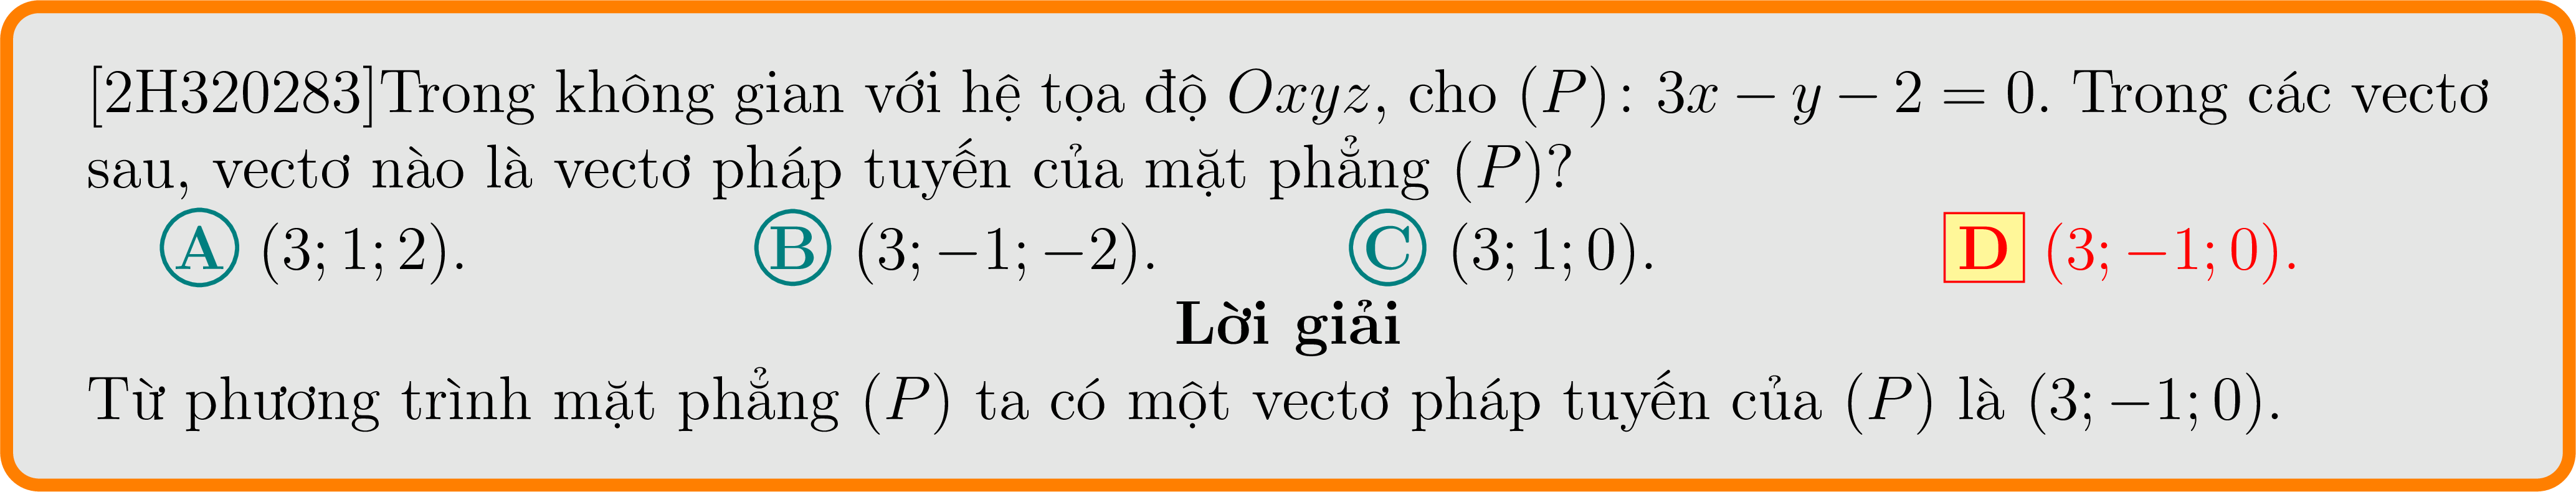 [2H320283]Trong không gian với hệ tọa độ Oxyz, cho (P): 3x − y − 2 = 0. Trong các vectơ
sau, vectơ nào là vectơ pháp tuyến của mặt phẳng (P)?
A (3; 1; 2). B (3; −1; −2). C (3; 1; 0). D (3; −1; 0).
Lời giải
Từ phương trình mặt phẳng (P) ta có một vectơ pháp tuyến của (P) là (3; −1; 0).